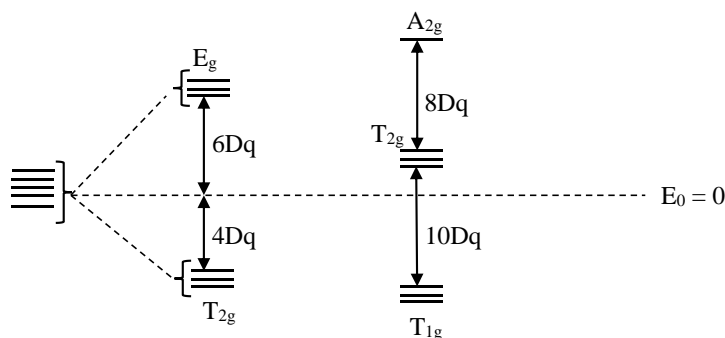 A2g
Eg
8Dq
6Dq
T2g
E0 = 0
4Dq
10Dq
T2g
T1g